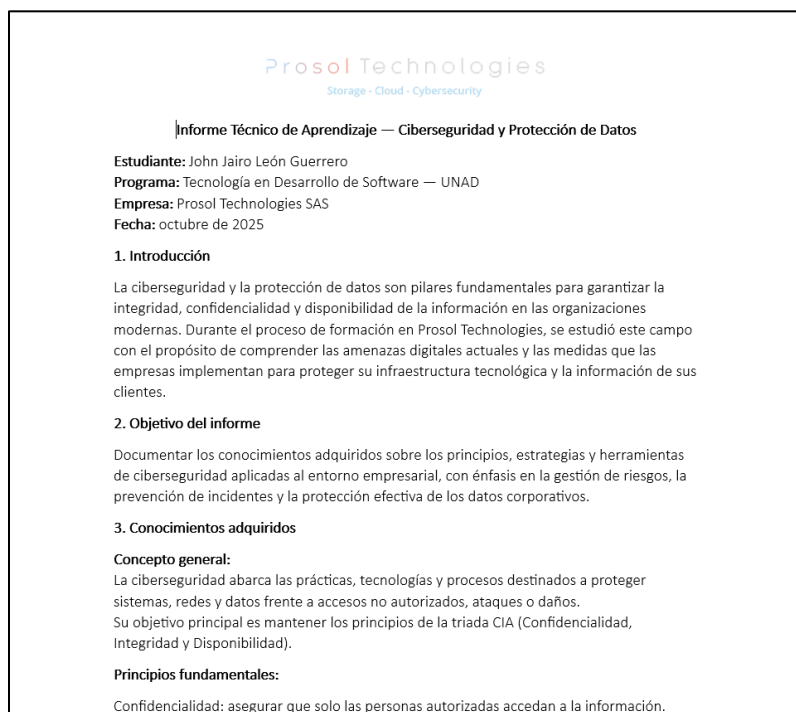 Prosol Technologies
Storage - Cloud - Cybersecurity
Informe Técnico de Aprendizaje — Ciberseguridad y Protección de Datos
Estudiante: John Jairo León Guerrero
Programa: Tecnología en Desarrollo de Software — UNAD
Empresa: Prosol Technologies SAS
Fecha: octubre de 2025
1. Introducción
La ciberseguridad y la protección de datos son pilares fundamentales para garantizar la
integridad, confidencialidad y disponibilidad de la información en las organizaciones
modernas. Durante el proceso de formación en Prosol Technologies, se estudió este campo
con el propósito de comprender las amenazas digitales actuales y las medidas que las
empresas implementan para proteger su infraestructura tecnológica y la información de sus
clientes.
2. Objetivo del informe
Documentar los conocimientos adquiridos sobre los principios, estrategias y herramientas
de ciberseguridad aplicadas al entorno empresarial, con énfasis en la gestión de riesgos, la
prevención de incidentes y la protección efectiva de los datos corporativos.
3. Conocimientos adquiridos
Concepto general:
La ciberseguridad abarca las prácticas, tecnologías y procesos destinados a proteger
sistemas, redes y datos frente a accesos no autorizados, ataques o daños.
Su objetivo principal es mantener los principios de la triada CIA (Confidencialidad,
Integridad y Disponibilidad).
Principios fundamentales:
Confidencialidad: asegurar que solo las personas autorizadas accedan a la información.